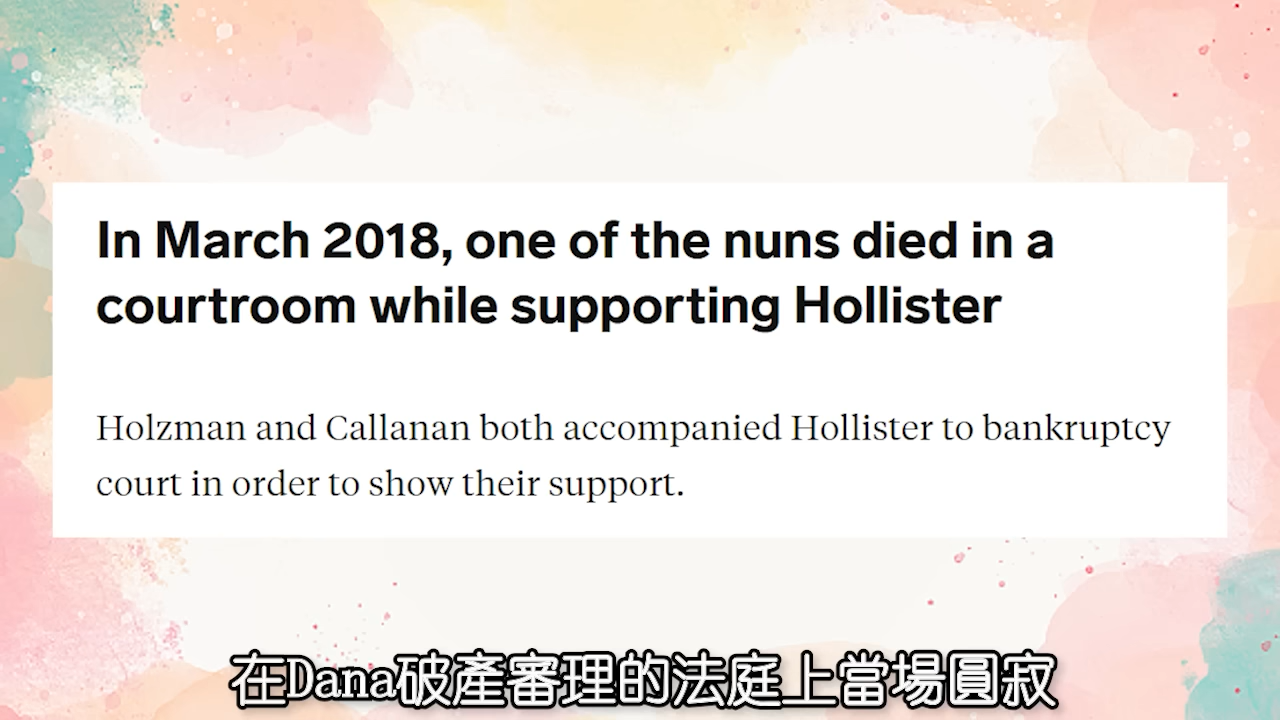 In March 2018, one of the nuns died in a
courtroom while supporting Hollister
Holzman and Callanan both accompanied Hollister to bankruptcy
court in order to show their support.
在Dana破產審理的法庭上當場圓寂